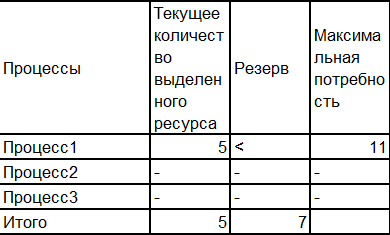 Процессы
Текущее
количест
во
выделен
ного
ресурса
Резерв
Максима
льная
потребно
сть
Процесс1 5 < 11
Процесс2 - - -
Процесс3 - - -
Итого 5 7